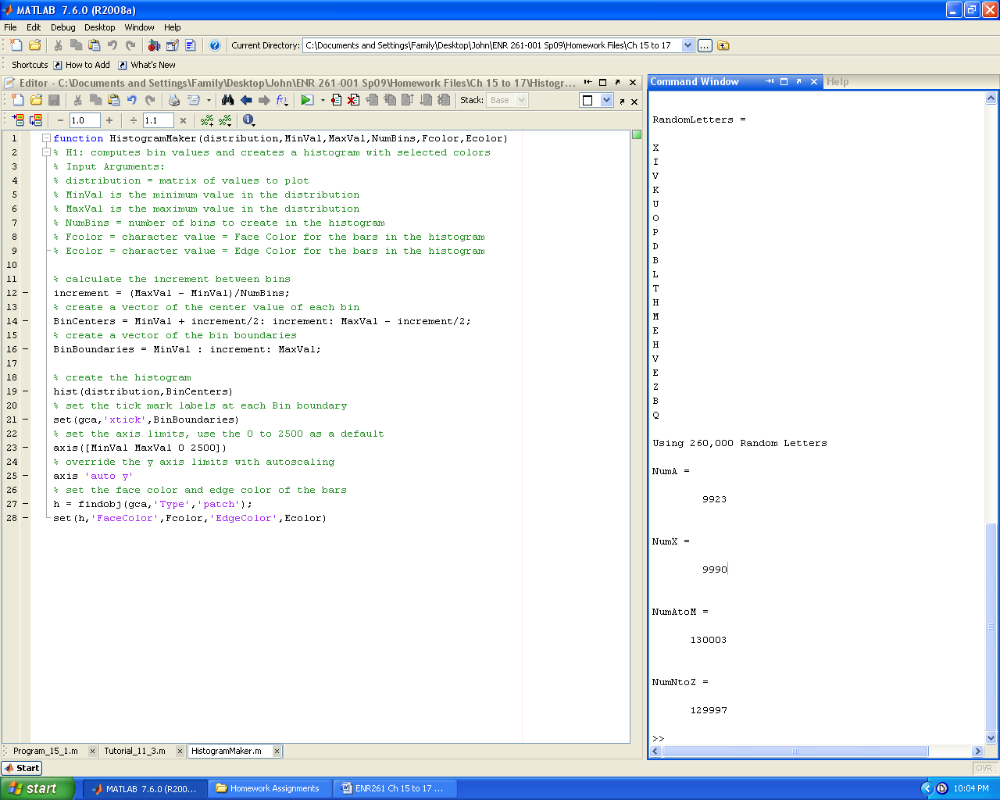 MATLAB 7.6.0 (R2008a)
File Edit Debug Desktop Window Help
Current Directory: C:\Documents and Settings\Family\Desktop\John\ENR 261-001 Sp09\Homework Files\Ch 15 to 17
Shortcuts How to Add What's New
Editor - C:\Documents and Settings\Family\Desktop\John\ENR 261-001 Sp09\Homework Files\Ch 15 to 17\Histogr...
Stack: Base
1.0 1.1
1 function HistogramMaker(distribution,MinVal,MaxVal,NumBins,Fcolor,Ecolor)
2 % H1: computes bin values and creates a histogram with selected colors
3 % Input Arguments:
4 % distribution = matrix of values to plot
5 % MinVal is the minimum value in the distribution
6 % MaxVal is the maximum value in the distribution
7 % NumBins = number of bins to create in the histogram
8 % Fcolor = character value = Face Color for the bars in the histogram
9 % Ecolor = character value = Edge Color for the bars in the histogram
10
11 % calculate the increment between bins
12 increment = (MaxVal - MinVal)/NumBins;
13 % create a vector of the center value of each bin
14 BinCenters = MinVal + increment/2: increment: MaxVal - increment/2;
15 % create a vector of the bin boundaries
16 BinBoundaries = MinVal : increment: MaxVal;
17
18 % create the histogram
19 hist(distribution,BinCenters)
20 % set the tick mark labels at each Bin boundary
21 set(gca,'xtick',BinBoundaries)
22 % set the axis limits, use the 0 to 2500 as a default
23 axis([MinVal MaxVal 0 2500])
24 % override the y axis limits with autoscaling
25 axis 'auto y'
26 % set the face color and edge color of the bars
27 h = findobj(gca,'Type','patch');
28 set(h,'FaceColor',Fcolor,'EdgeColor',Ecolor)
Program_15_1.m Tutorial_11_3.m HistogramMaker.m
Command Window Help
RandomLetters =
X
I
V
K
U
O
P
D
B
L
T
H
M
E
H
V
E
Z
B
Q
Using 260,000 Random Letters
NumA =
9923
NumX =
9990
NumAtoM =
130003
NumNtoZ =
129997
>>
Start
OVR
start MATLAB 7.6.0 (R200... Homework Assignments ENR261 Ch 15 to 17 ... 10:04 PM